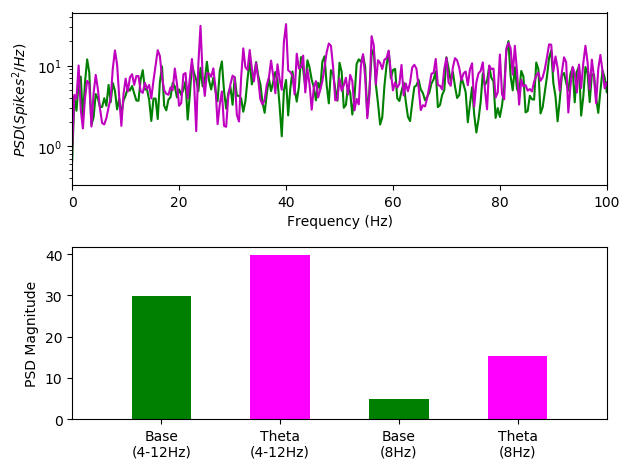 PSD(Spikes²/Hz)
10¹
10⁰
0 20 40 60 80 100
Frequency (Hz)
PSD Magnitude
40
30
20
10
0
Base Theta Base Theta
(4-12Hz) (4-12Hz) (8Hz) (8Hz)